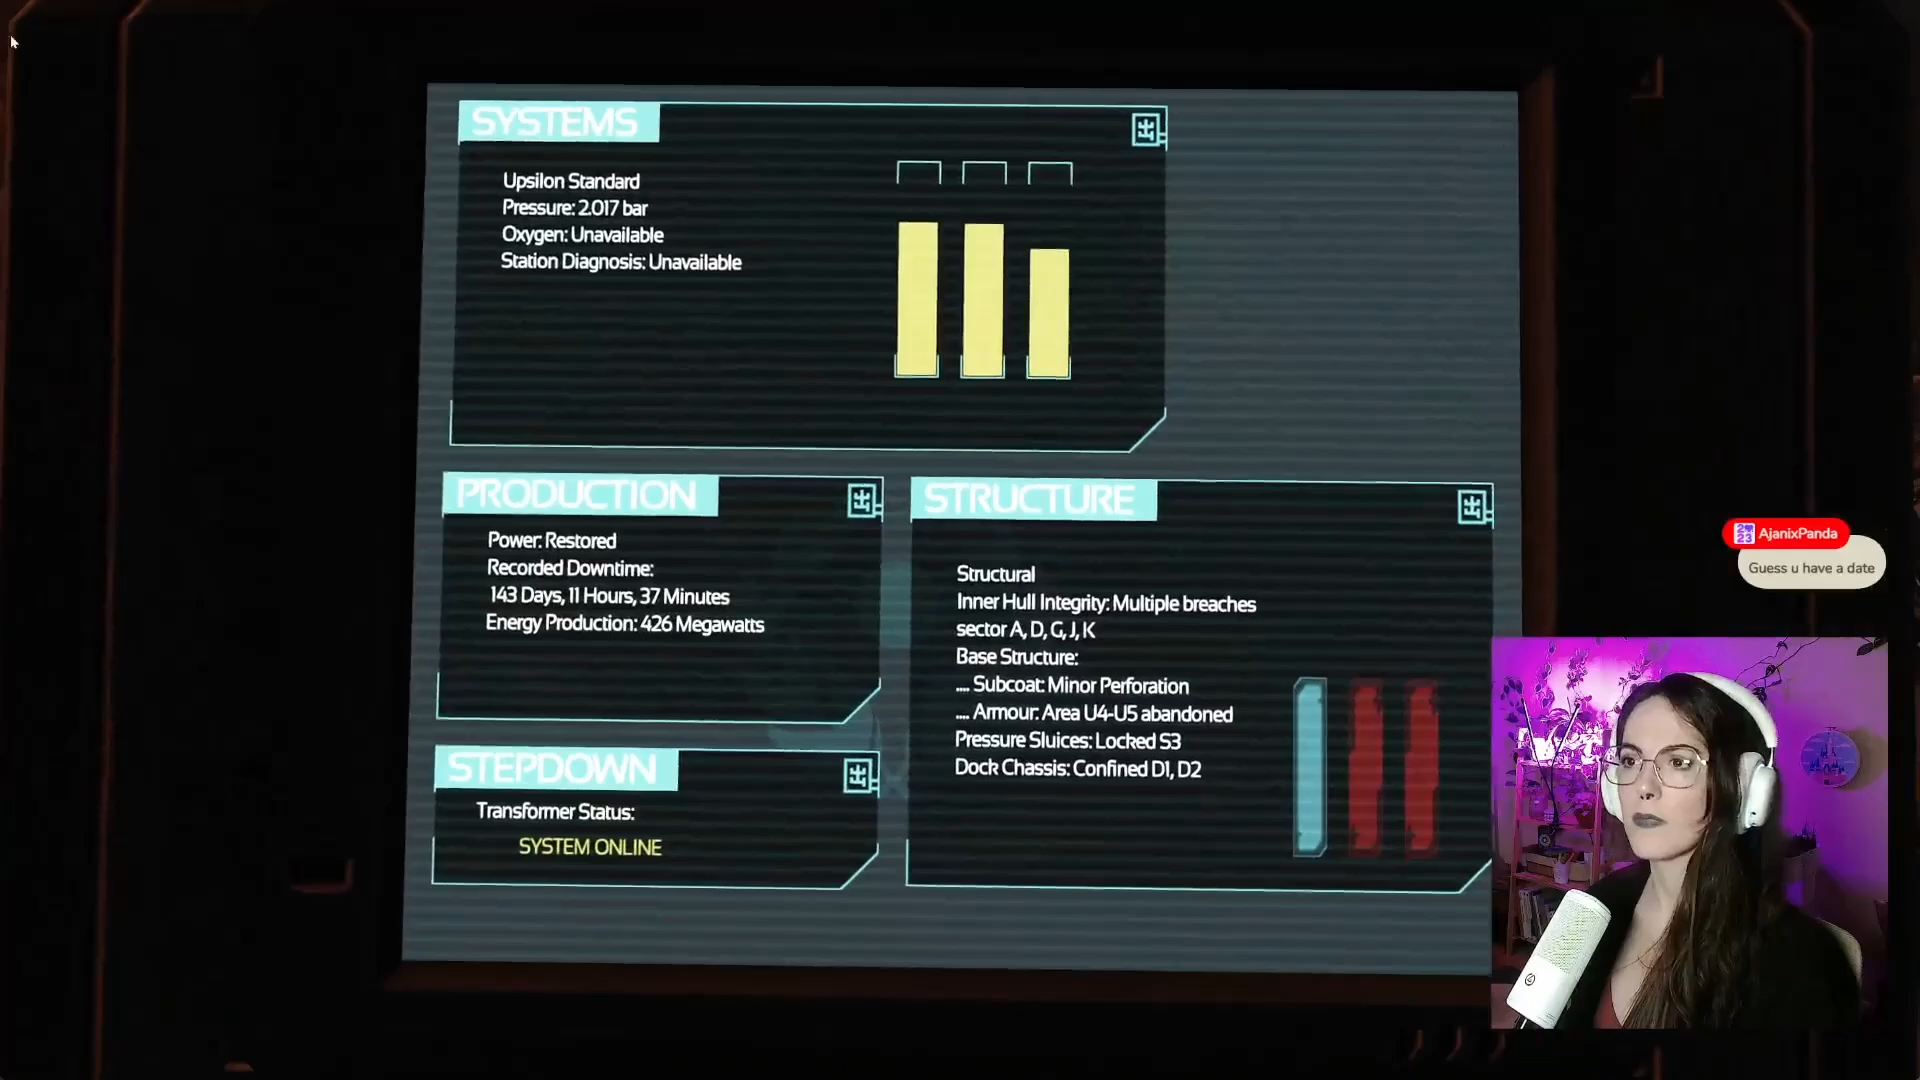 SYSTEMS
Upsilon Standard
Pressure: 2.017 bar
Oxygen: Unavailable
Station Diagnosis: Unavailable
PRODUCTION
Power: Restored
Recorded Downtime:
143 Days, 11 Hours, 37 Minutes
Energy Production: 426 Megawatts
STRUCTURE
Structural
Inner Hull Integrity: Multiple breaches
sector A, D, G, J, K
Base Structure:
.... Subcoat: Minor Perforation
.... Armour: Area U4-U5 abandoned
Pressure Sluices: Locked S3
Dock Chassis: Confined D1, D2
STEPDOWN
Transformer Status:
SYSTEM ONLINE
AjanixPanda
Guess u have a date